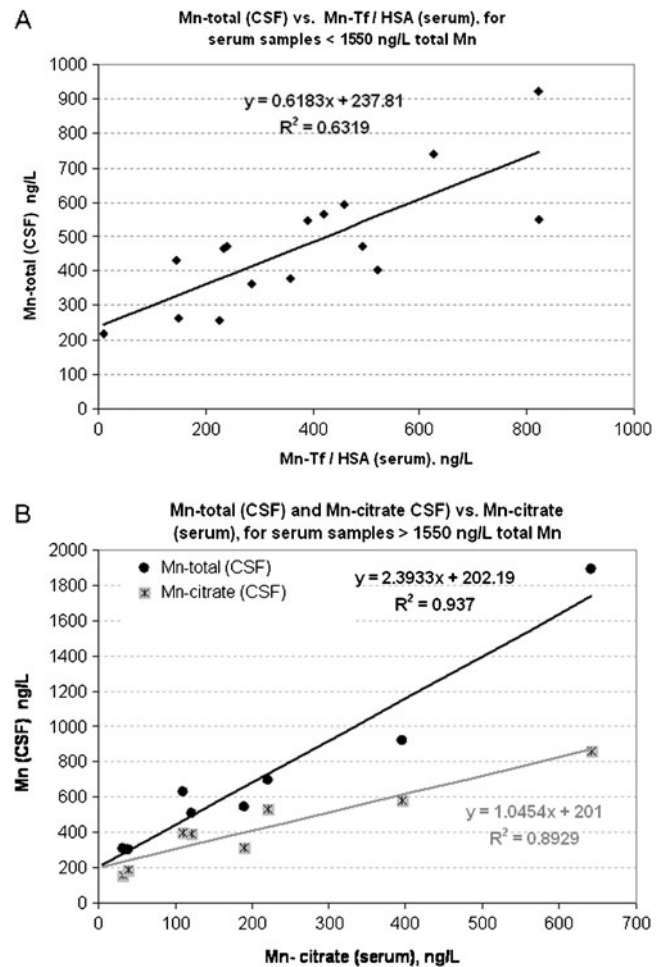 A
Mn-total (CSF) vs. Mn-Tf / HSA (serum). for
serum samples < 1550 ng/L total Mn
Mn-total (CSF) ng/L
1000
900
800
700
600
500
400
300
200
100
0
y = 0.6183x + 237.81
R² = 0.6319
0 200 400 600 800 1000
Mn-Tf / HSA (serum). ng/L
B
Mn-total (CSF) and Mn-citrate CSF) vs. Mn-citrate
(serum), for serum samples > 1550 ng/L total Mn
Mn (CSF) ng/L
2000
1800
1600
1400
1200
1000
800
600
400
200
0
Mn-total (CSF)
Mn-citrate (CSF)
y = 2.3933x + 202.19
R² = 0.937
y = 1.0454x + 201
R² = 0.8929
0 100 200 300 400 500 600 700
Mn- citrate (serum), ng/L